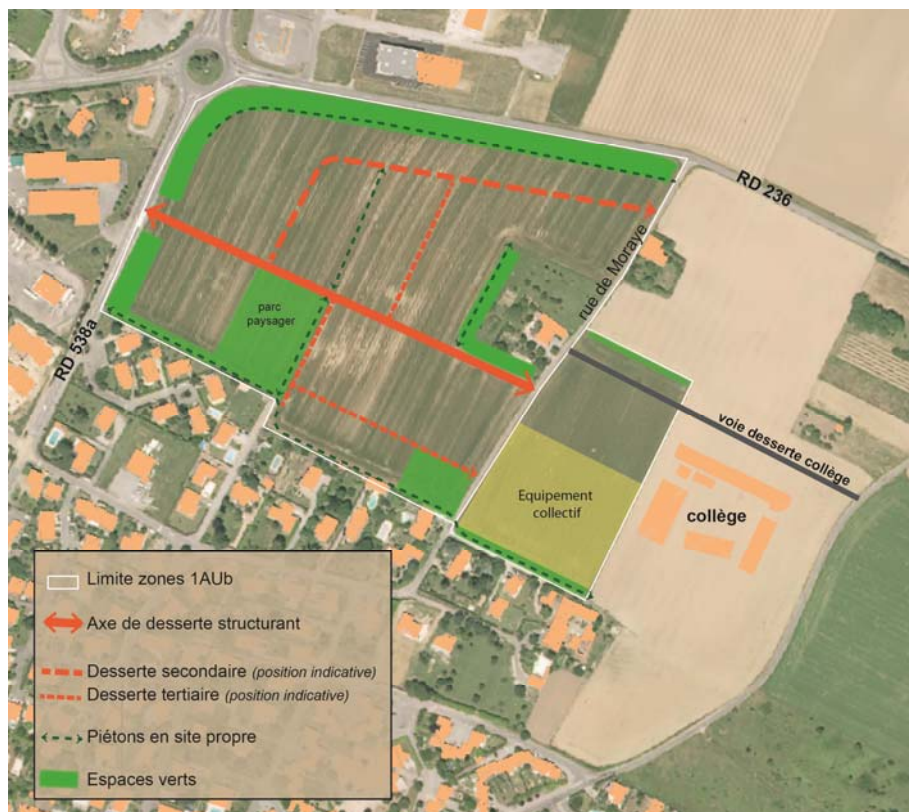 RD 236
rue de Moraye
parc
paysager
RD 538a
voie desserte collège
Equipement
collectif
collège
Limite zones 1AUb
Axe de desserte structurant
Desserte secondaire (position indicative)
Desserte tertiaire (position indicative)
Piétons en site propre
Espaces verts